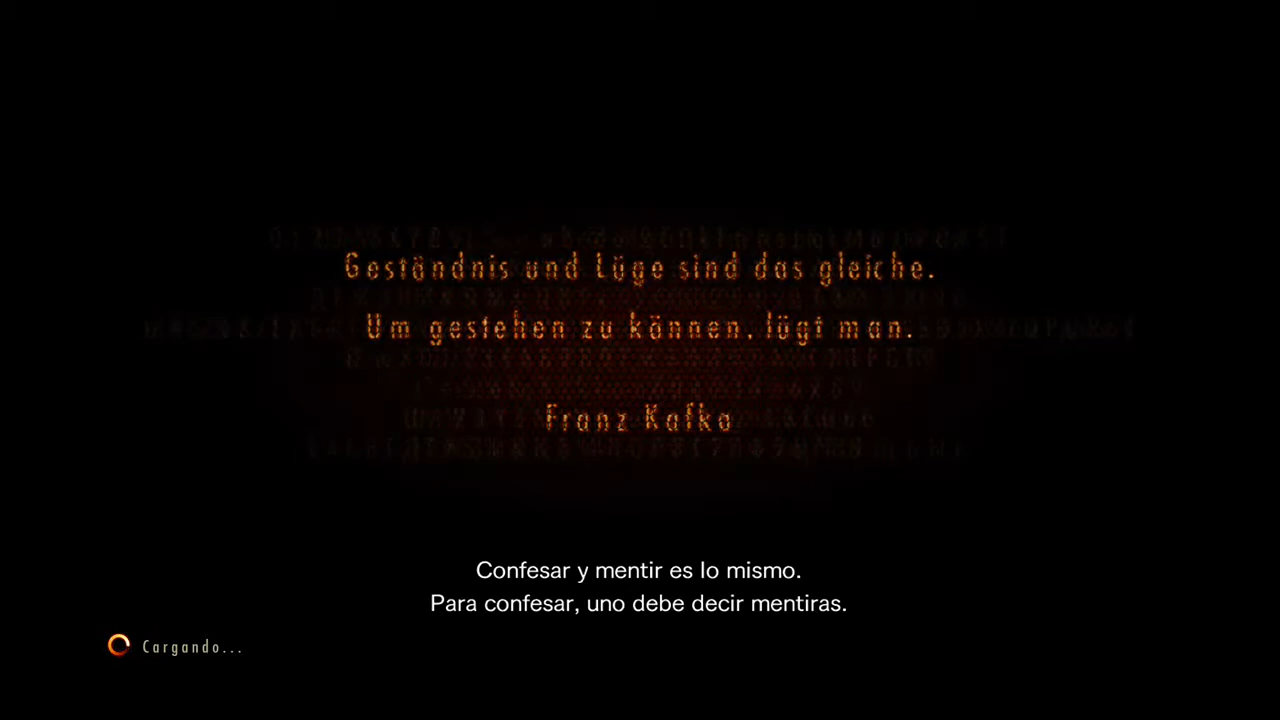 Geständnis und Lüge sind das gleiche.
Um gestehen zu können, lügt man.
Franz Kafka
Confesar y mentir es lo mismo.
Para confesar, uno debe decir mentiras.
Cargando...